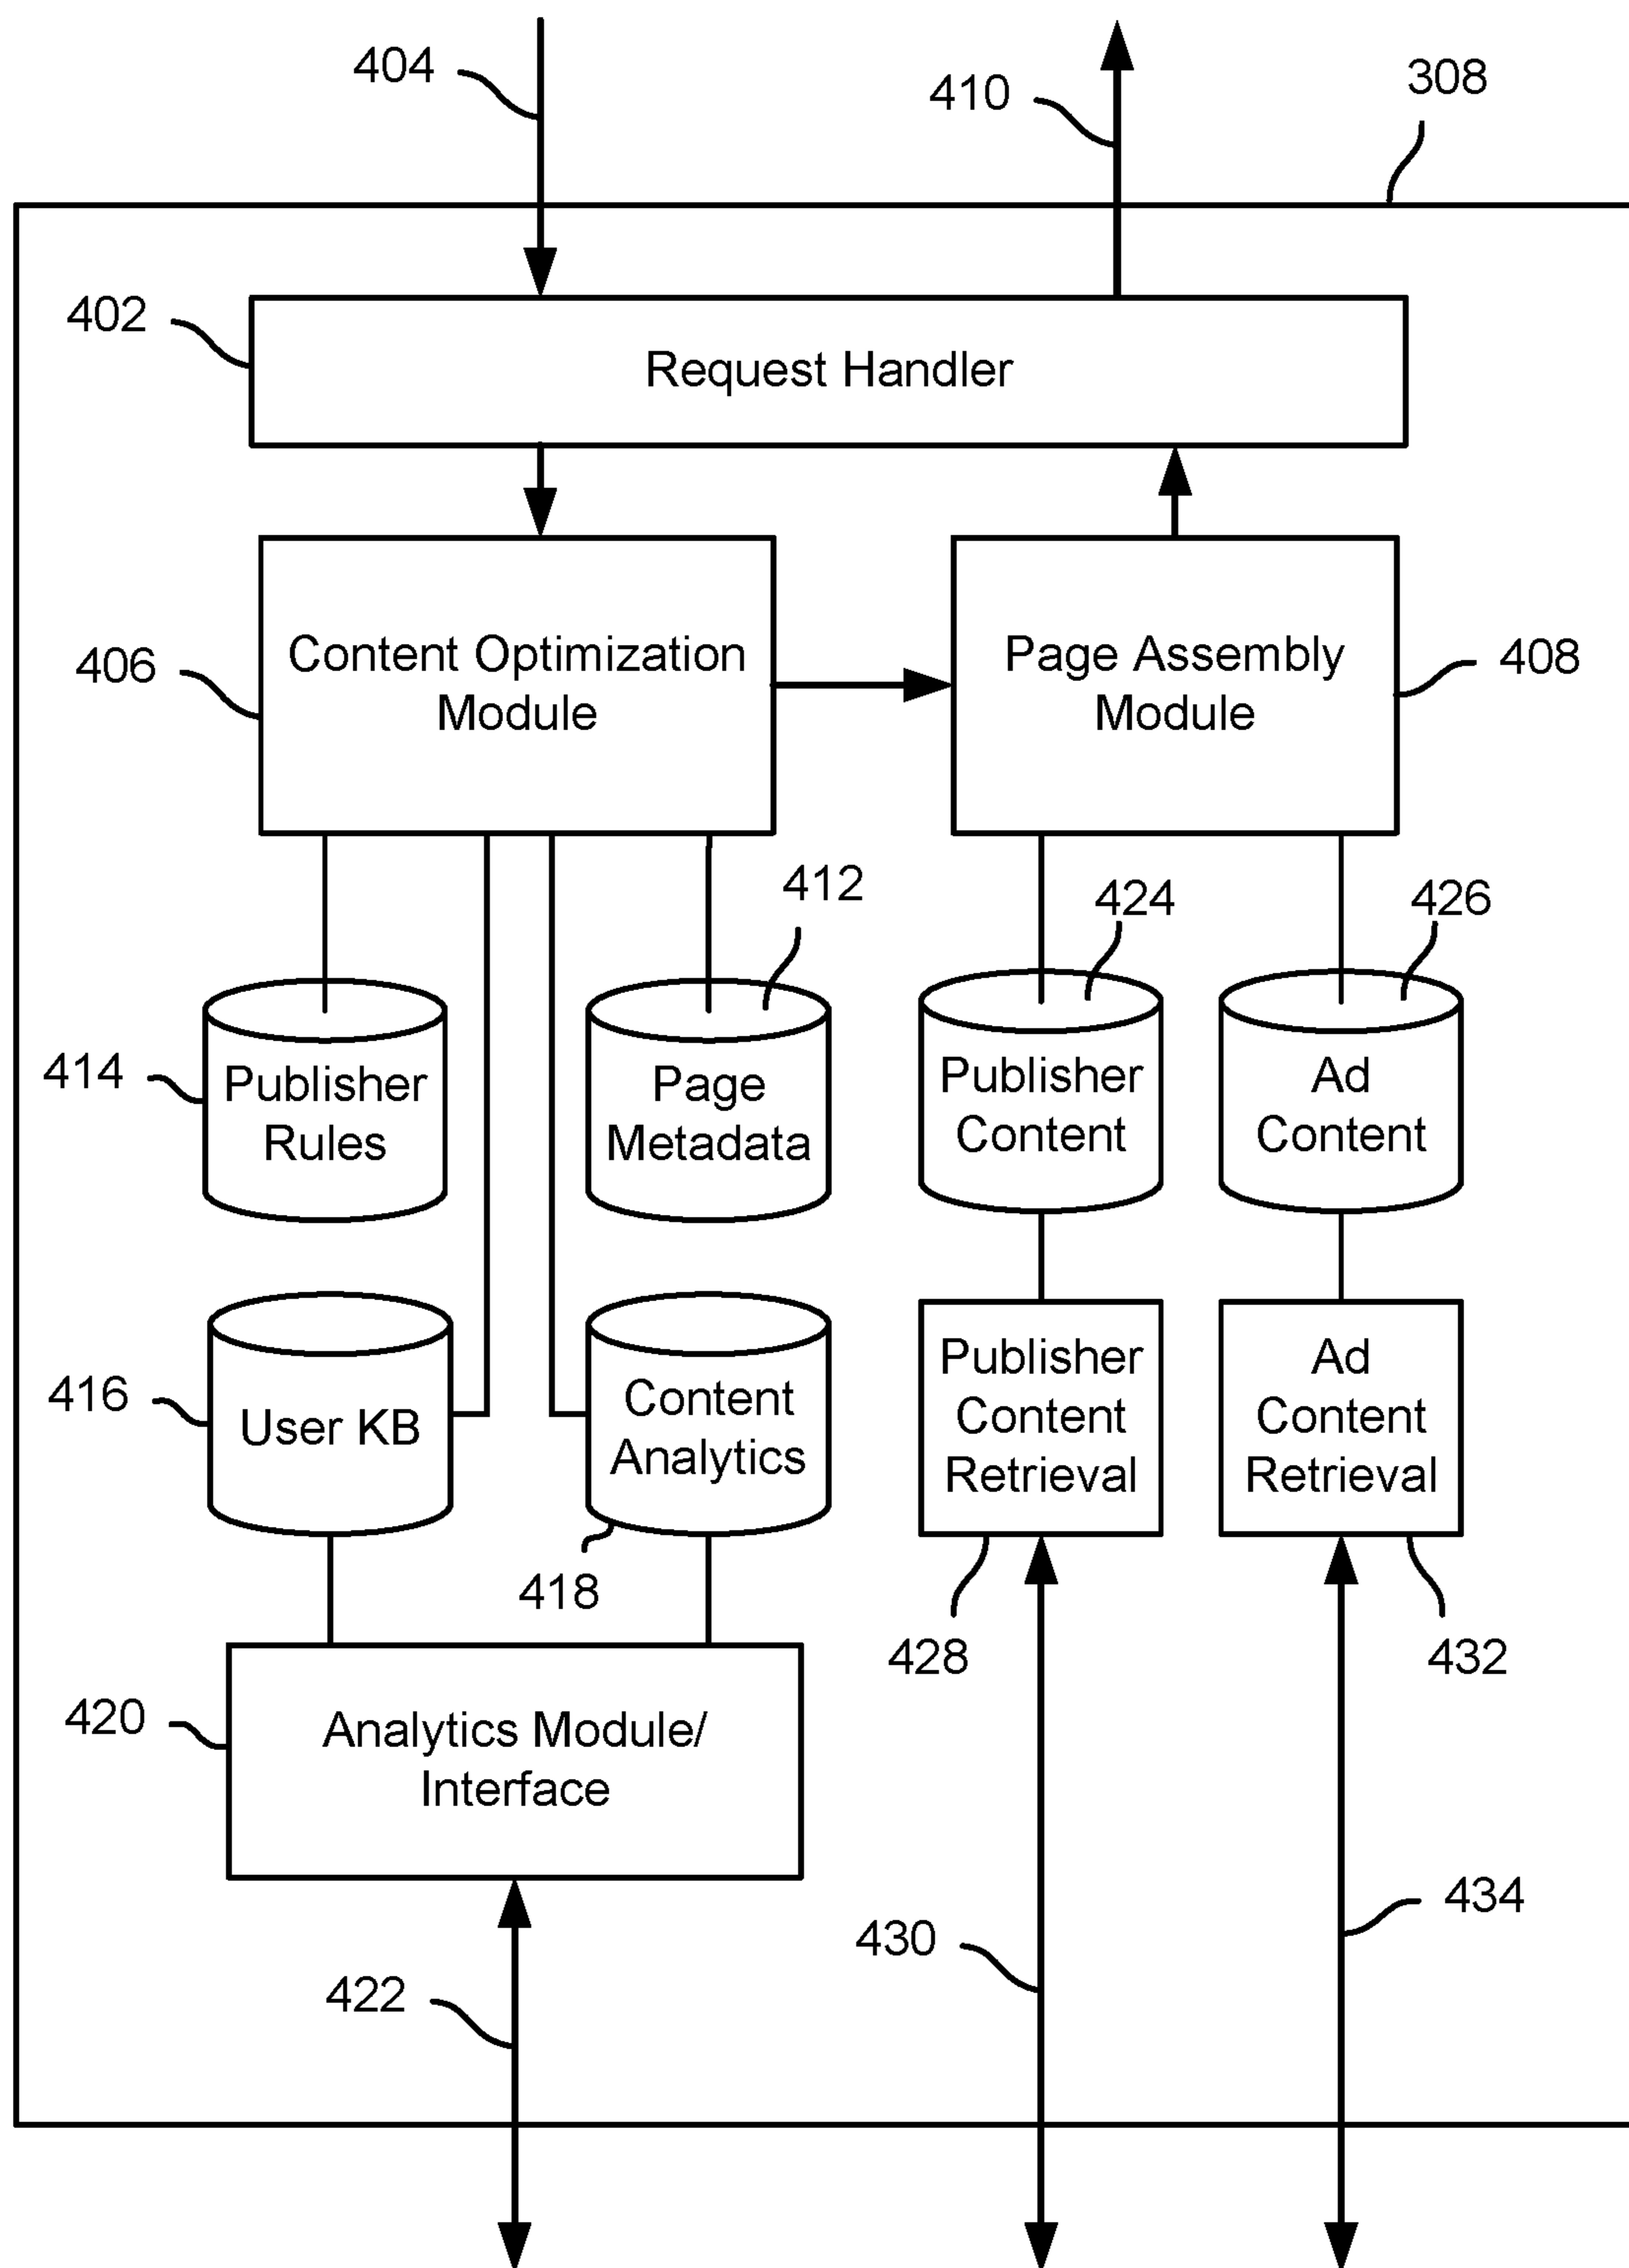 404
410
308
402
Request Handler
406
Content Optimization
Module
Page Assembly
Module
408
412
424
426
414
Publisher
Rules
Page
Metadata
Publisher
Content
Ad
Content
416
User KB
Content
Analytics
Publisher
Content
Retrieval
Ad
Content
Retrieval
418
428
432
420
Analytics Module/
Interface
422
430
434